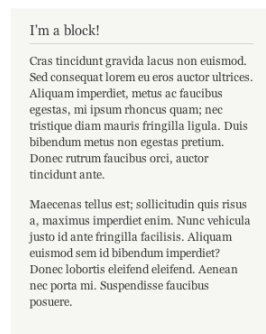 I'm a block!
Cras tincidunt gravida lacus non euismod.
Sed consequat lorem eu eros auctor ultrices.
Aliquam imperdiet, metus ac faucibus
egestas, mi ipsum rhoncus quam; nec
tristique diam mauris fringilla ligula. Duis
bibendum metus non egestas pretium.
Donec rutrum faucibus orci, auctor
tincidunt ante.
Maecenas tellus est; sollicitudin quis risus
a, maximus imperdiet enim. Nunc vehicula
justo id ante fringilla facilisis. Aliquam
euismod sem id bibendum imperdiet?
Donec lobortis eleifend eleifend. Aenean
nec porta mi. Suspendisse faucibus
posuere.